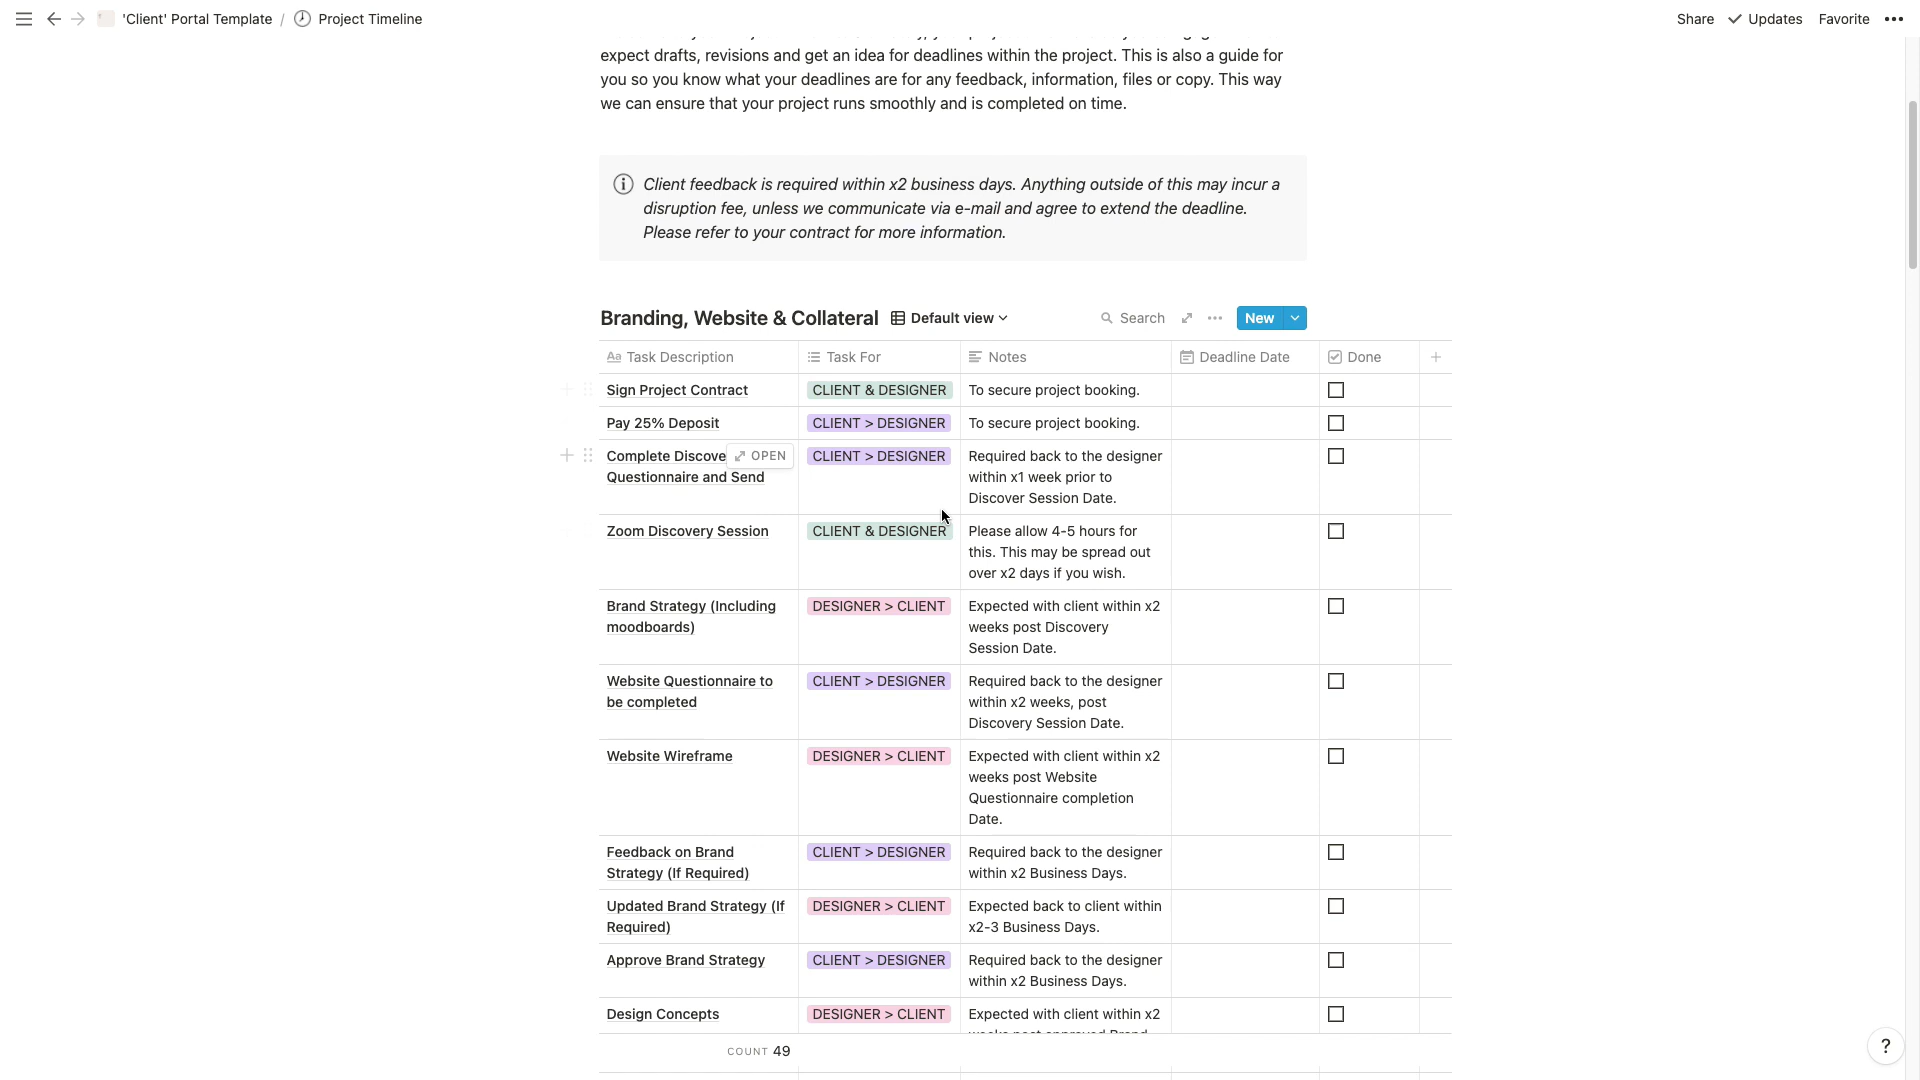 'Client' Portal Template / Project Timeline
Share Updates Favorite
expect drafts, revisions and get an idea for deadlines within the project. This is also a guide for
you so you know what your deadlines are for any feedback, information, files or copy. This way
we can ensure that your project runs smoothly and is completed on time.
Client feedback is required within x2 business days. Anything outside of this may incur a
disruption fee, unless we communicate via e-mail and agree to extend the deadline.
Please refer to your contract for more information.
Branding, Website & Collateral Default view Search New
Aa Task Description Task For Notes Deadline Date Done
Sign Project Contract CLIENT & DESIGNER To secure project booking.
Pay 25% Deposit CLIENT > DESIGNER To secure project booking.
Complete Discove OPEN CLIENT > DESIGNER Required back to the designer
Questionnaire and Send within x1 week prior to
Discover Session Date.
Zoom Discovery Session CLIENT & DESIGNER Please allow 4-5 hours for
this. This may be spread out
over x2 days if you wish.
Brand Strategy (Including DESIGNER > CLIENT Expected with client within x2
moodboards) weeks post Discovery
Session Date.
Website Questionnaire to CLIENT > DESIGNER Required back to the designer
be completed within x2 weeks, post
Discovery Session Date.
Website Wireframe DESIGNER > CLIENT Expected with client within x2
weeks post Website
Questionnaire completion
Date.
Feedback on Brand CLIENT > DESIGNER Required back to the designer
Strategy (If Required) within x2 Business Days.
Updated Brand Strategy (If DESIGNER > CLIENT Expected back to client within
Required) x2-3 Business Days.
Approve Brand Strategy CLIENT > DESIGNER Required back to the designer
within x2 Business Days.
Design Concepts DESIGNER > CLIENT Expected with client within x2
weeks post approved Brand
COUNT 49
?